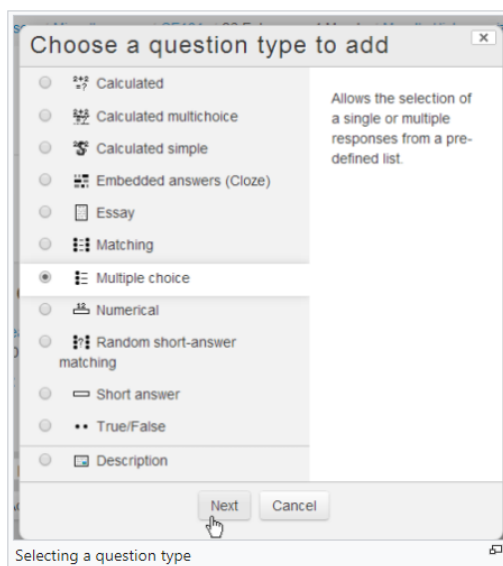 Choose a question type to add
Calculated
Calculated multichoice
Calculated simple
Embedded answers (Cloze)
Essay
Matching
Multiple choice
Numerical
Random short-answer
matching
Short answer
True/False
Description
Allows the selection of
a single or multiple
responses from a pre-
defined list.
Next
Cancel
Selecting a question type